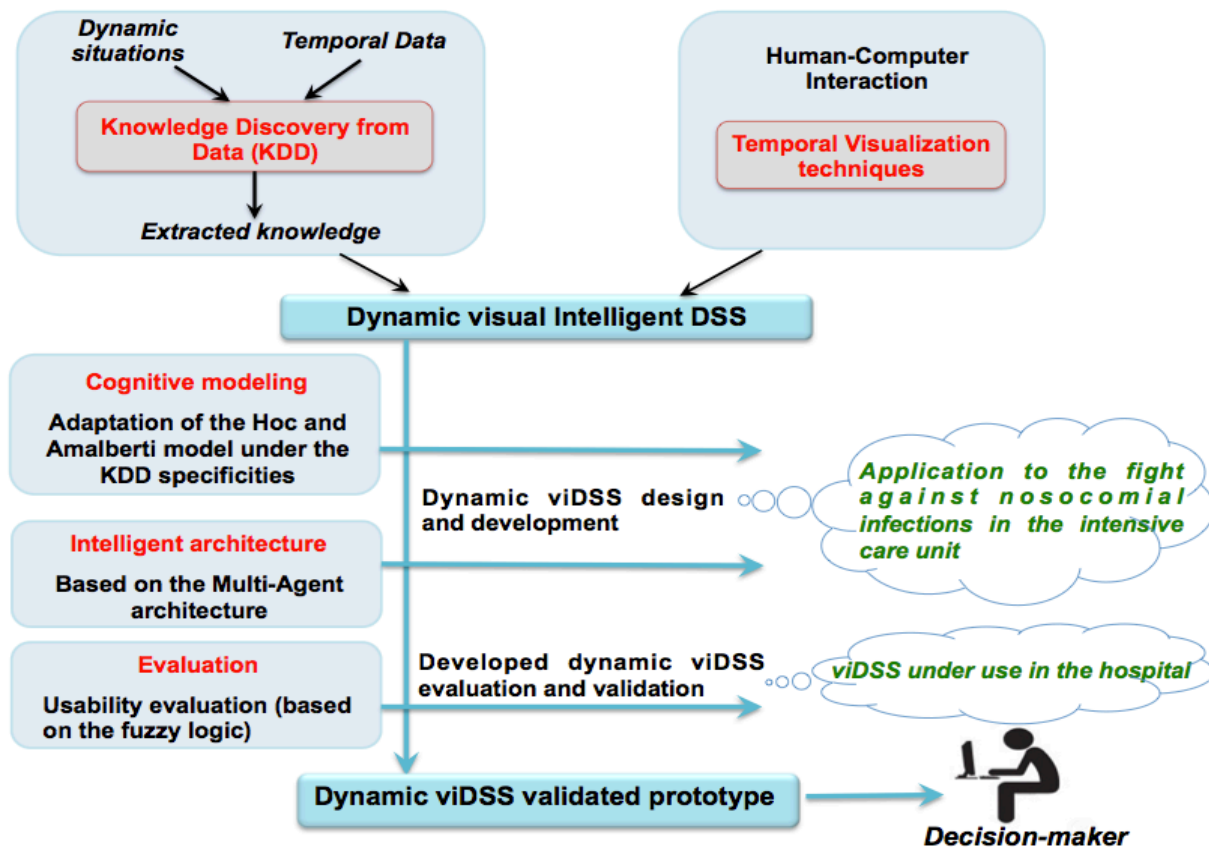 Dynamic
situations
Temporal Data
Knowledge Discovery from
Data (KDD)
Extracted knowledge
Human-Computer
Interaction
Temporal Visualization
techniques
Dynamic visual Intelligent DSS
Cognitive modeling
Adaptation of the Hoc and
Amalberti model under the
KDD specificities
Dynamic viDSS design
and development
Application to the fight
against nosocomial
infections in the intensive
care unit
Intelligent architecture
Based on the Multi-Agent
architecture
Evaluation
Usability evaluation (based
on the fuzzy logic)
Developed dynamic viDSS
evaluation and validation
viDSS under use in the hospital
Dynamic viDSS validated prototype
Decision-maker